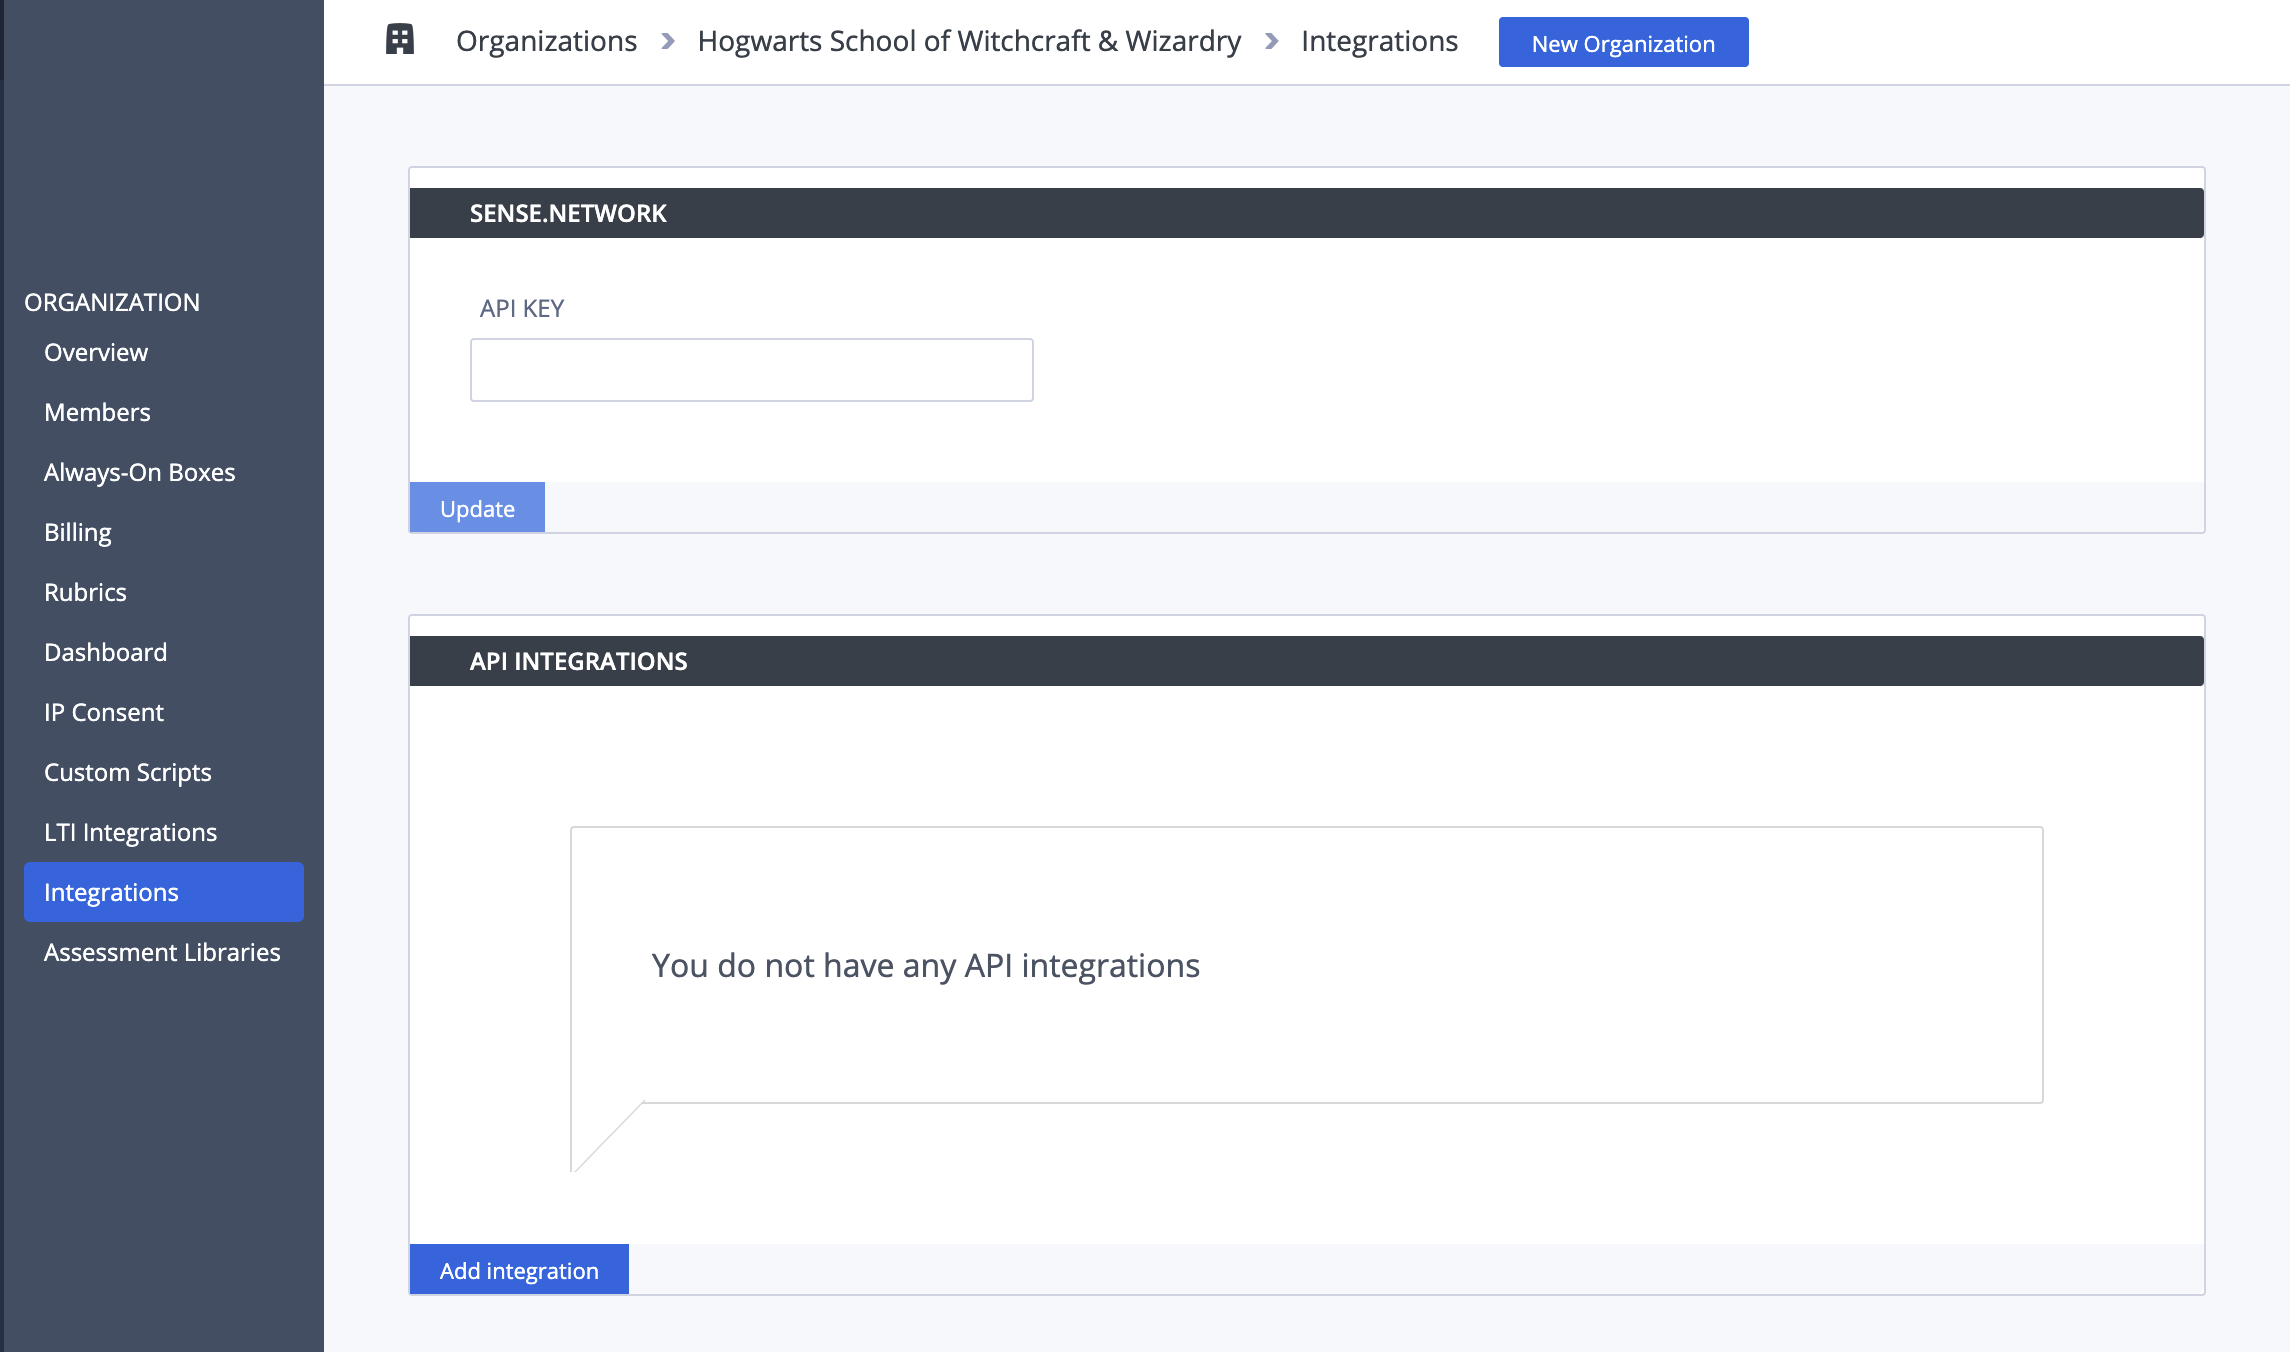 Organizations > Hogwarts School of Witchcraft & Wizardry > Integrations New Organization
ORGANIZATION
Overview
Members
Always-On Boxes
Billing
Rubrics
Dashboard
IP Consent
Custom Scripts
LTI Integrations
Integrations
Assessment Libraries
SENSE.NETWORK
API KEY
Update
API INTEGRATIONS
You do not have any API integrations
Add integration